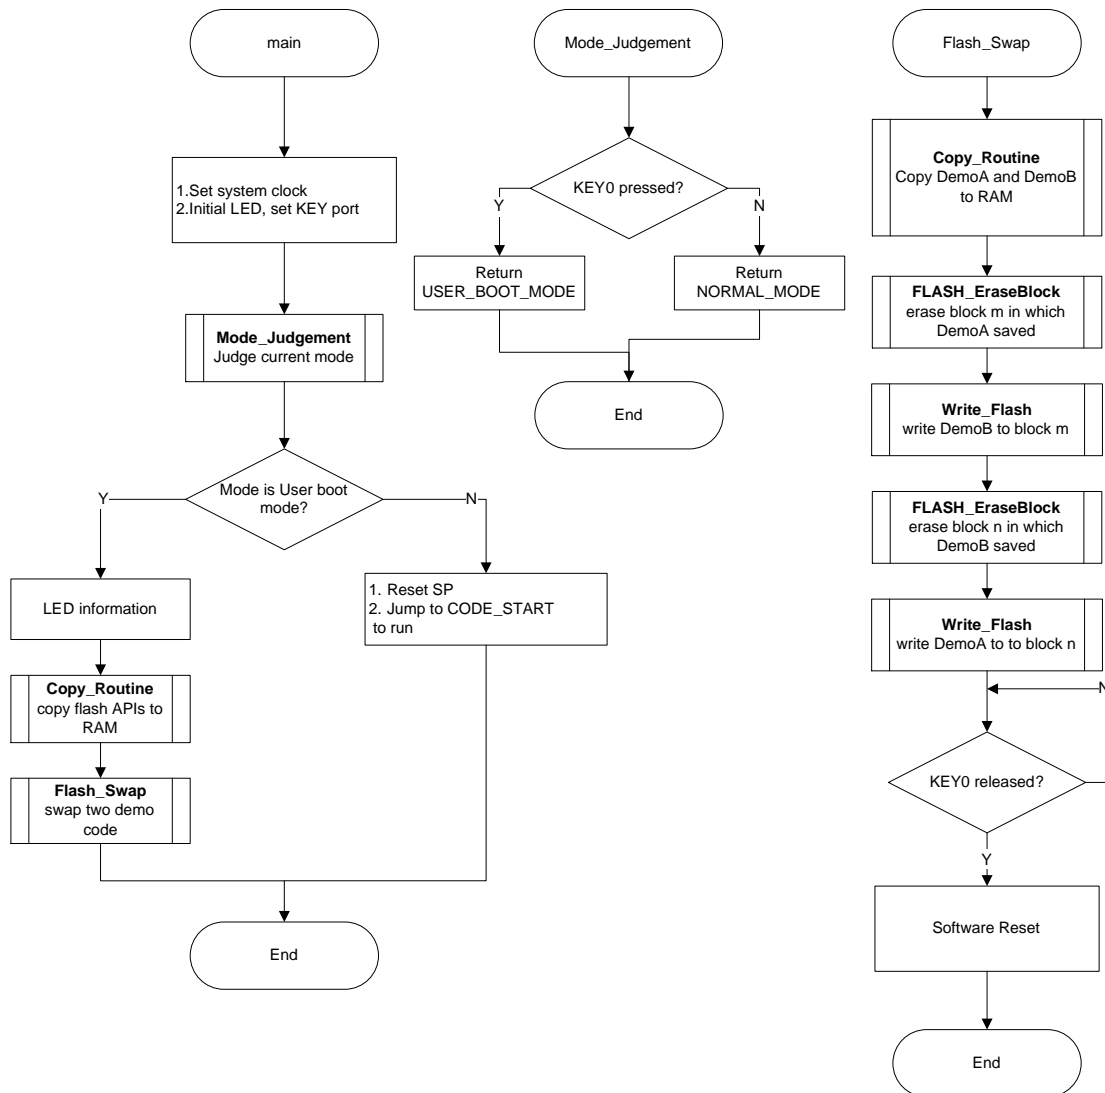 main
1.Set system clock
2.Initial LED, set KEY port
Mode_Judgement
Judge current mode
Mode is User boot
mode?
Y
N
LED information
1. Reset SP
2. Jump to CODE_START
to run
Copy_Routine
copy flash APIs to
RAM
Flash_Swap
swap two demo
code
End
Mode_Judgement
KEY0 pressed?
Y
N
Return
USER_BOOT_MODE
Return
NORMAL_MODE
End
Flash_Swap
Copy_Routine
Copy DemoA and DemoB
to RAM
FLASH_EraseBlock
erase block m in which
DemoA saved
Write_Flash
write DemoB to block m
FLASH_EraseBlock
erase block n in which
DemoB saved
Write_Flash
write DemoA to to block n
N
KEY0 released?
Y
Software Reset
End